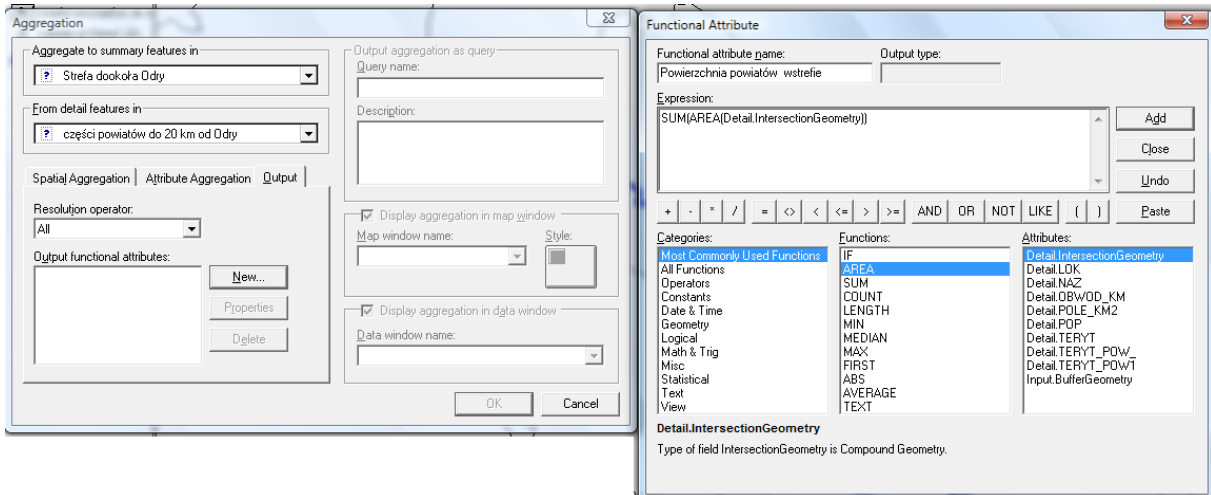 Aggregation
Aggregate to summary features in
Strefa dookoła Odry
From detail features in
części powiatów do 20 km od Odry
Spatial Aggregation
Attribute Aggregation
Output
Resolution operator:
All
Output functional attributes:
New...
Properties
Delete
Output aggregation as query
Query name:
Description:
Display aggregation in map window
Map window name:
Style:
Display aggregation in data window
Data window name:
OK
Cancel
Functional Attribute
Functional attribute name:
Output type:
Powierzchnia powiatów wstrefie
Expression:
SUM(AREA(Detail.IntersectionGeometry))
Add
Close
Undo
+ - * / = <> < <= > >= AND OR NOT LIKE ( )
Paste
Categories:
Most Commonly Used Functions
All Functions
Operators
Constants
Date & Time
Geometry
Logical
Math & Trig
Misc
Statistical
Text
View
Functions:
IF
AREA
SUM
COUNT
LENGTH
MIN
MEDIAN
MAX
FIRST
ABS
AVERAGE
TEXT
Attributes:
Detail.IntersectionGeometry
Detail.LOK
Detail.NAZ
Detail.OBWOD_KM
Detail.POLE_KM2
Detail.POP
Detail.TERYT
Detail.TERYT_POW_
Detail.TERYT_POW1
Input.BufferGeometry
Detail.IntersectionGeometry
Type of field IntersectionGeometry is Compound Geometry.